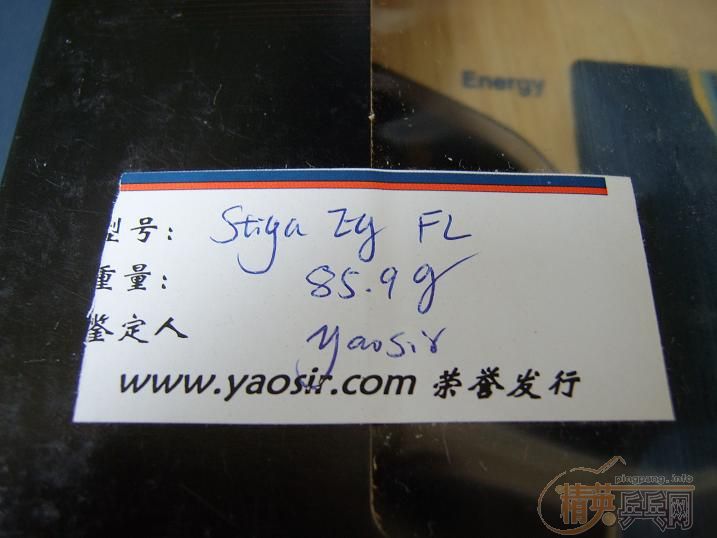 Energy
型号: Stiga Zy FL
重量: 85.9g
鉴定人 yaosir
www.yaosir.com 荣誉发行
pingpang.info
精英乒乓网